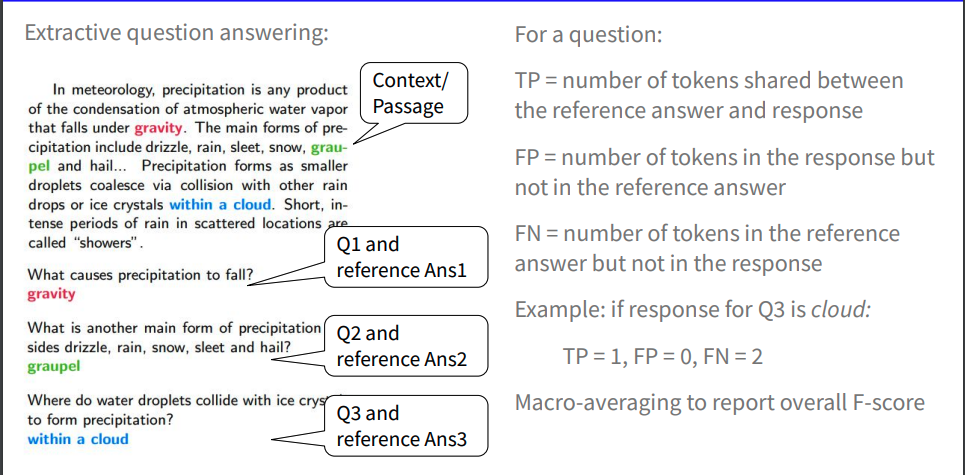 Extractive question answering:
In meteorology, precipitation is any product
of the condensation of atmospheric water vapor
that falls under gravity. The main forms of pre-
cipitation include drizzle, rain, sleet, snow, grau-
pel and hail... Precipitation forms as smaller
droplets coalesce via collision with other rain
drops or ice crystals within a cloud. Short, in-
tense periods of rain in scattered locations are
called “showers”.
What causes precipitation to fall?
gravity
What is another main form of precipitation
sides drizzle, rain, snow, sleet and hail?
graupel
Where do water droplets collide with ice
to form precipitation?
within a cloud
Context/
Passage
Q1 and
reference Ans1
Q2 and
reference Ans2
Q3 and
reference Ans3
For a question:
TP = number of tokens shared between
the reference answer and response
FP = number of tokens in the response but
not in the reference answer
FN = number of tokens in the reference
answer but not in the response
Example: if response for Q3 is cloud:
TP = 1, FP = 0, FN = 2
Macro-averaging to report overall F-score